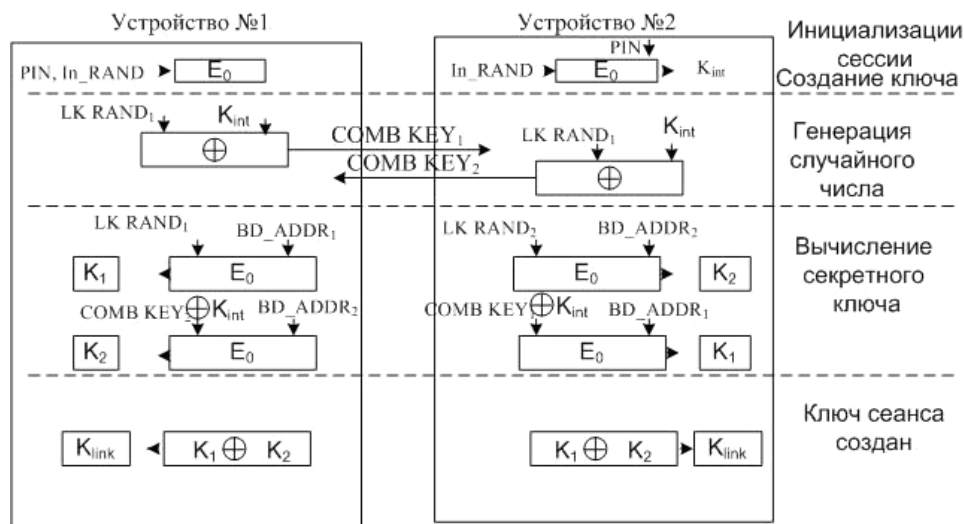 Устройство №1
Устройство №2
Инициализации
сессии
Создание ключа
PIN, In_RAND
E0
PIN
In_RAND
E0
Kint
LK RAND1
Kint
⊕
COMB KEY1
COMB KEY2
LK RAND1
Kint
⊕
Генерация
случайного
числа
LK RAND1
BD_ADDR1
K1
E0
COMB KEY2
⊕
Kint
BD_ADDR2
K2
E0
LK RAND2
BD_ADDR2
E0
K2
COMB KEY1
⊕
Kint
BD_ADDR1
E0
K1
Вычисление
секретного
ключа
Klink
K1 ⊕ K2
K1 ⊕ K2
Klink
Ключ сеанса
создан